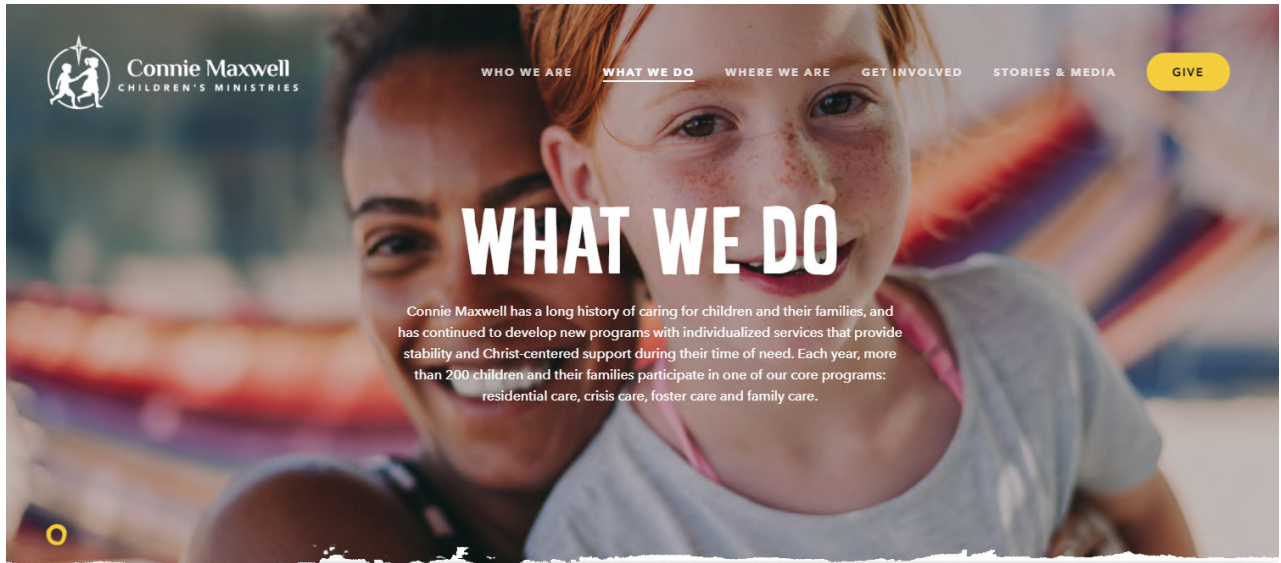 Connie Maxwell
CHILDREN'S MINISTRIES
WHO WE ARE
WHAT WE DO
WHERE WE ARE
GET INVOLVED
STORIES & MEDIA
GIVE
WHAT WE DO
Connie Maxwell has a long history of caring for children and their families, and
has continued to develop new programs with individualized services that provide
stability and Christ-centered support during their time of need. Each year, more
than 200 children and their families participate in one of our core programs:
residential care, crisis care, foster care and family care.